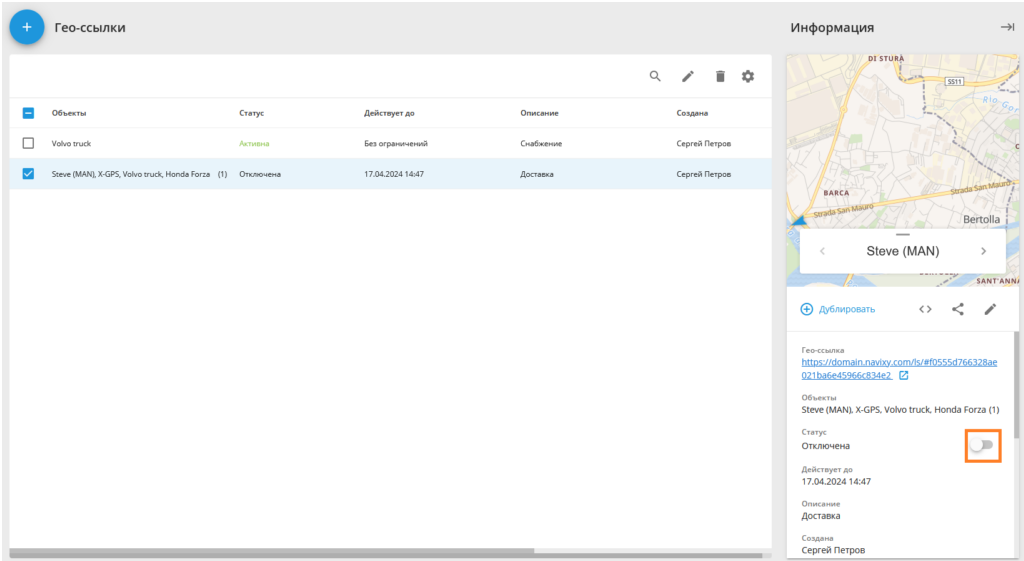 Гео-ссылки
Информация
Объекты Статус Действует до Описание Создана
Volvo truck Активна Без ограничений Снабжение Сергей Петров
Steve (MAN), X-GPS, Volvo truck, Honda Forza (1) Отключена 17.04.2024 14:47 Доставка Сергей Петров
DI STURA
SS11
BARCA
Strada San Mauro
Strada San Mauro
Bertolla
Steve (MAN)
SANT'ANNA
Дублировать
Гео-ссылка
https://domain.navixy.com/ls/#f0555d766328ae
021ba6e45966c834e2
Объекты
Steve (MAN), X-GPS, Volvo truck, Honda Forza (1)
Статус
Отключена
Действует до
17.04.2024 14:47
Описание
Доставка
Создана
Сергей Петров